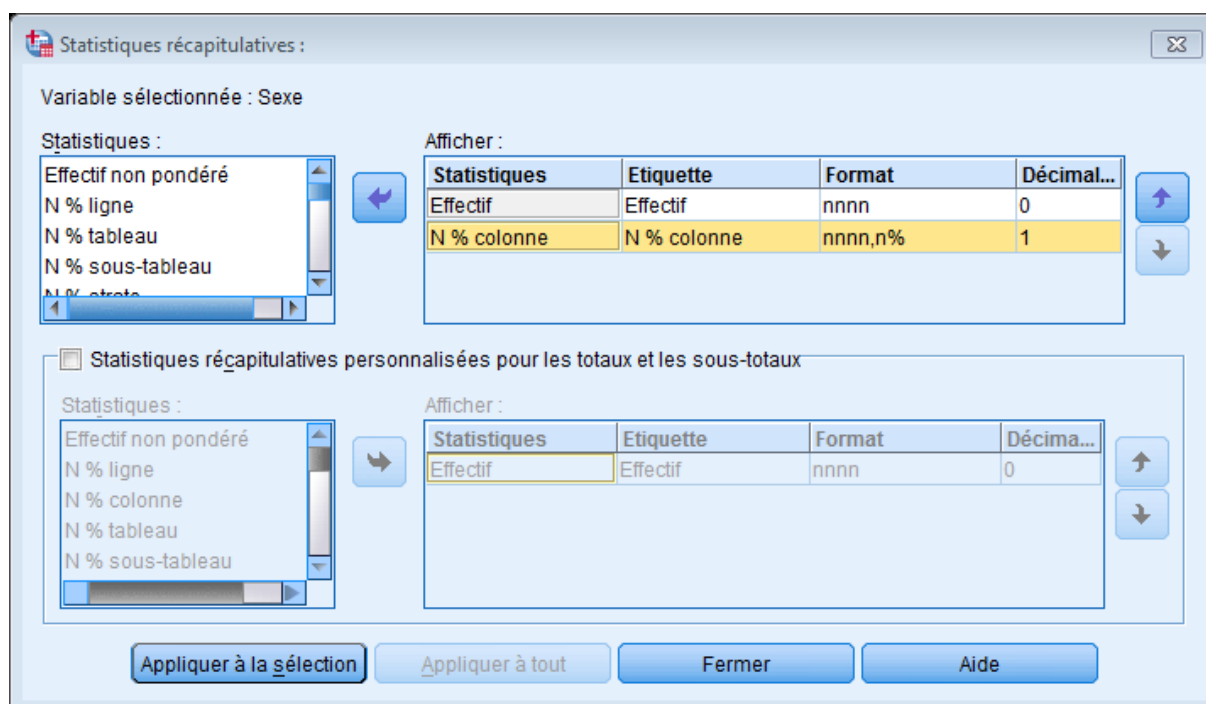 Statistiques récapitulatives :
Variable sélectionnée : Sexe
Statistiques :
Effectif non pondéré
N % ligne
N % tableau
N % sous-tableau
N % strate
Afficher :
Statistiques Etiquette Format Décimal...
Effectif Effectif nnnn 0
N % colonne N % colonne nnnn,n% 1
Statistiques récapitulatives personnalisées pour les totaux et les sous-totaux
Statistiques :
Effectif non pondéré
N % ligne
N % colonne
N % tableau
N % sous-tableau
Afficher :
Statistiques Etiquette Format Décima...
Effectif Effectif nnnn 0
Appliquer à la sélection Appliquer à tout Fermer Aide